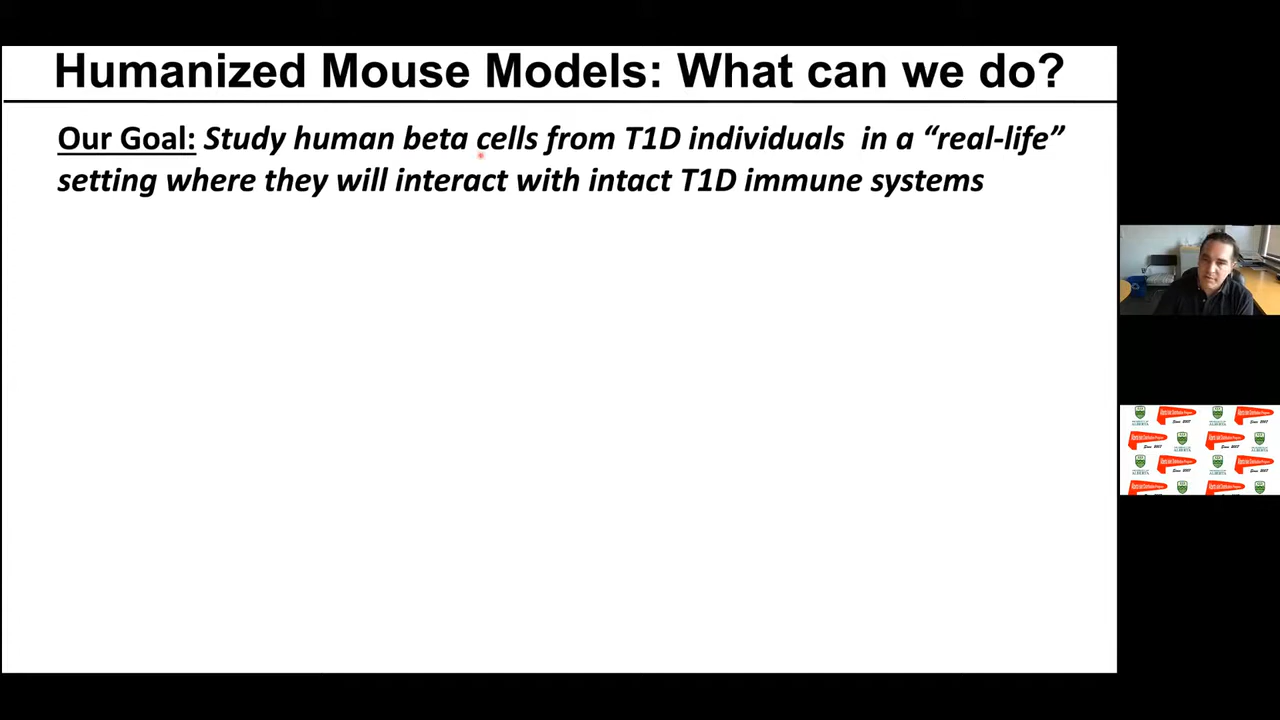 Humanized Mouse Models: What can we do?
Our Goal: Study human beta cells from T1D individuals in a “real-life”
setting where they will interact with intact T1D immune systems
ALBERTA